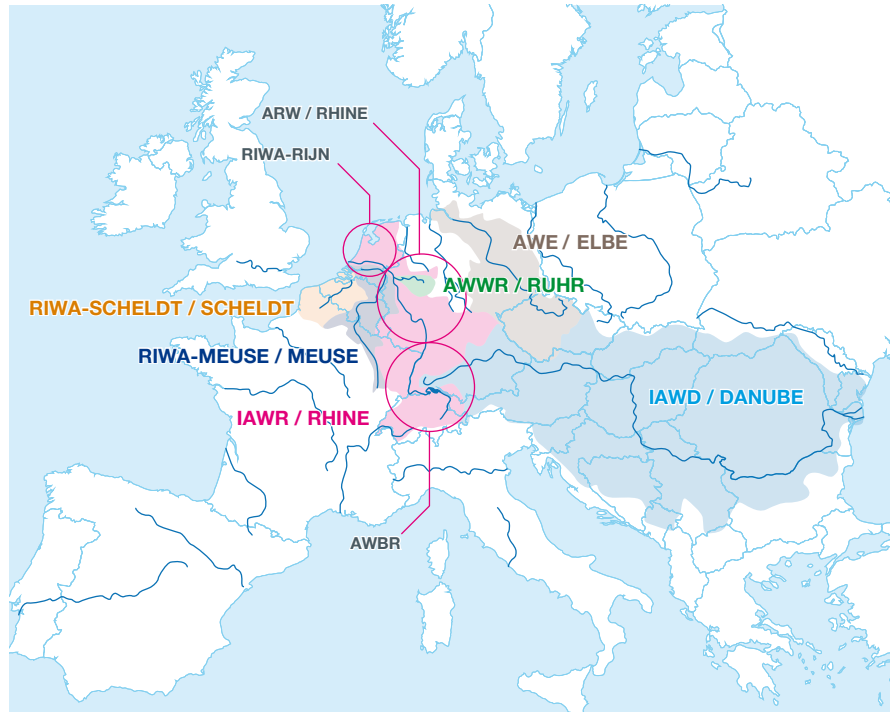 ARW / RHINE
RIWA-RIJN
AWE / ELBE
AWWR / RUHR
RIWA-SCHELDT / SCHELDT
RIWA-MEUSE / MEUSE
IAWD / DANUBE
IAWR / RHINE
AWBR